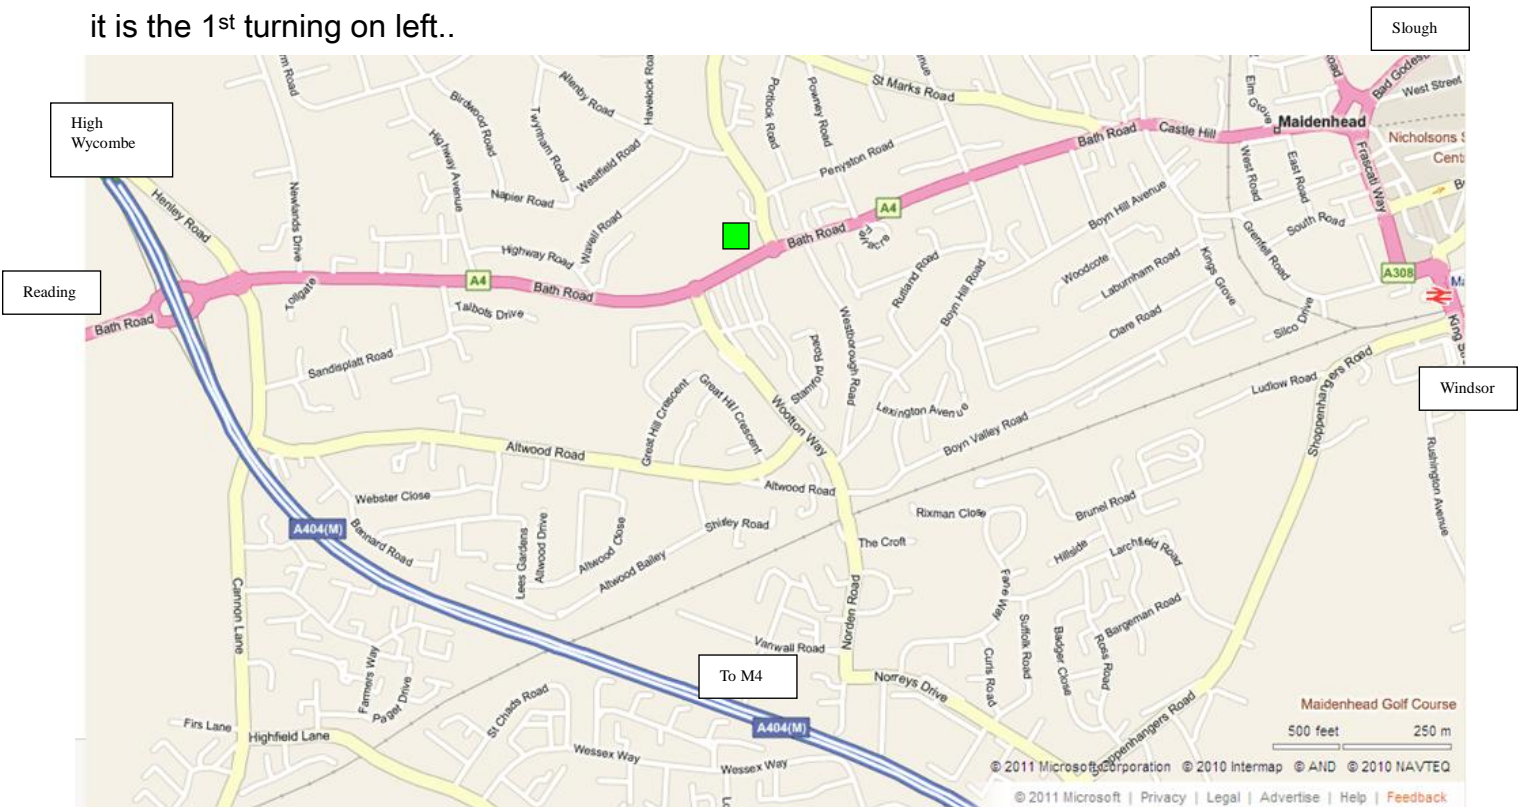 it is the 1st turning on left..
Slough
High
Wycombe
Reading
Windsor
To M4
Henley Road
Newlands Drive
Birdwood Road
Highway Avenue
Twynham Road
Allenby Road
Westfield Road
Napier Road
Highway Road
Wavell Road
Portlock Road
Powney Road
Penyston Road
St Marks Road
Bath Road
Castle Hill
Maidenhead
Elm Grove
West Street
Nicholsons
Frascati Way
West Road
East Road
South Road
Grenfell Road
Boyn Hill Avenue
A4
Bath Road
A4
Bath Road
Bath Road
Tollgate
Talbots Drive
Sandisplatt Road
Rutland Road
Boyn Hill Road
Woodcote
Laburnham Road
Kings Grove
Clare Road
Silco Drive
A308
Westborough Road
Stamford Road
Great Hill Crescent
Great Hill Crescent
Wootton Way
Lexington Avenue
Boyn Valley Road
Ludlow Road
Shoppenhangers Road
Rushington Avenue
Altwood Road
Altwood Road
Webster Close
Bannard Road
A404(M)
Lees Gardens
Altwood Drive
Altwood Close
Altwood Bailey
Shifley Road
Rixman Close
The Croft
Brunel Road
Hillside
Larchfield Road
Fane Way
Suffolk Road
Curls Road
Badger Close
Ross Road
Bargeman Road
Cannon Lane
Norden Road
Vanwall Road
Norreys Drive
Shoppenhangers Road
Farmers Way
Pager Drive
St Chads Road
Firs Lane
Highfield Lane
A404(M)
Wessex Way
Wessex Way
Maidenhead Golf Course
500 feet 250 m
© 2011 Microsoft Corporation © 2010 Intermap © AND © 2010 NAVTEQ
© 2011 Microsoft | Privacy | Legal | Advertise | Help | Feedback